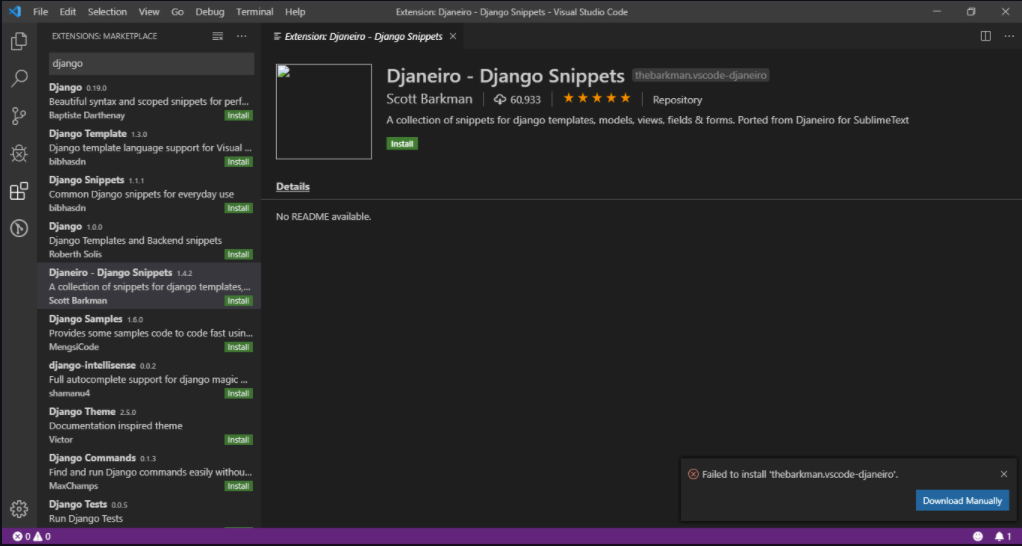 File Edit Selection View Go Debug Terminal Help Extension: Djaneiro - Django Snippets - Visual Studio Code
EXTENSIONS: MARKETPLACE
django
Django 0.19.0
Beautiful syntax and scoped snippets for perf...
Baptiste Darthenay Install
Django Template 1.3.0
Django template language support for Visual ...
bibhasdn Install
Django Snippets 1.1.1
Common Django snippets for everyday use
bibhasdn Install
Django 1.0.0
Django Templates and Backend snippets
Roberth Solís Install
Djaneiro - Django Snippets 1.4.2
A collection of snippets for django templates,...
Scott Barkman Install
Django Samples 1.6.0
Provides some samples code to code fast usin...
MengsiCode Install
django-intellisense 0.0.2
Full autocomplete support for django magic ...
shamanu4 Install
Django Theme 2.5.0
Documentation inspired theme
Victor Install
Django Commands 0.1.3
Find and run Django commands easily withou...
MaxChamps Install
Django Tests 0.0.5
Run Django Tests
Extension: Djaneiro - Django Snippets
Djaneiro - Django Snippets thebarkman.vscode-djaneiro
Scott Barkman 60,933 Repository
A collection of snippets for django templates, models, views, fields & forms. Ported from Djaneiro for SublimeText
Install
Details
No README available.
Failed to install 'thebarkman.vscode-djaneiro'.
Download Manually
0 0 1